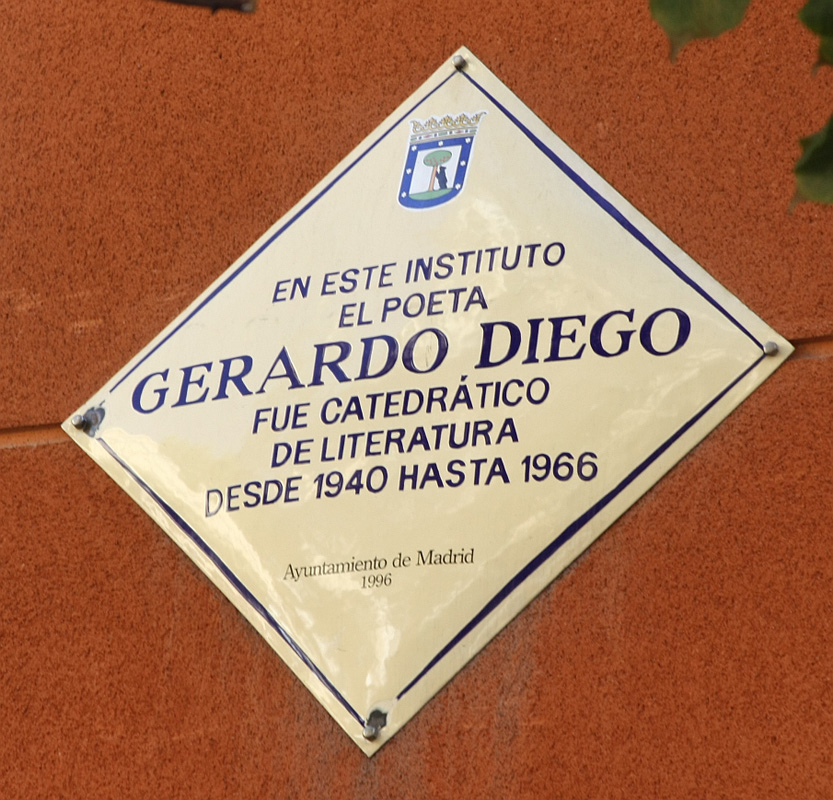 EN ESTE INSTITUTO
EL POETA
GERARDO DIEGO
FUE CATEDRÁTICO
DE LITERATURA
DESDE 1940 HASTA 1966
Ayuntamiento de Madrid
1996